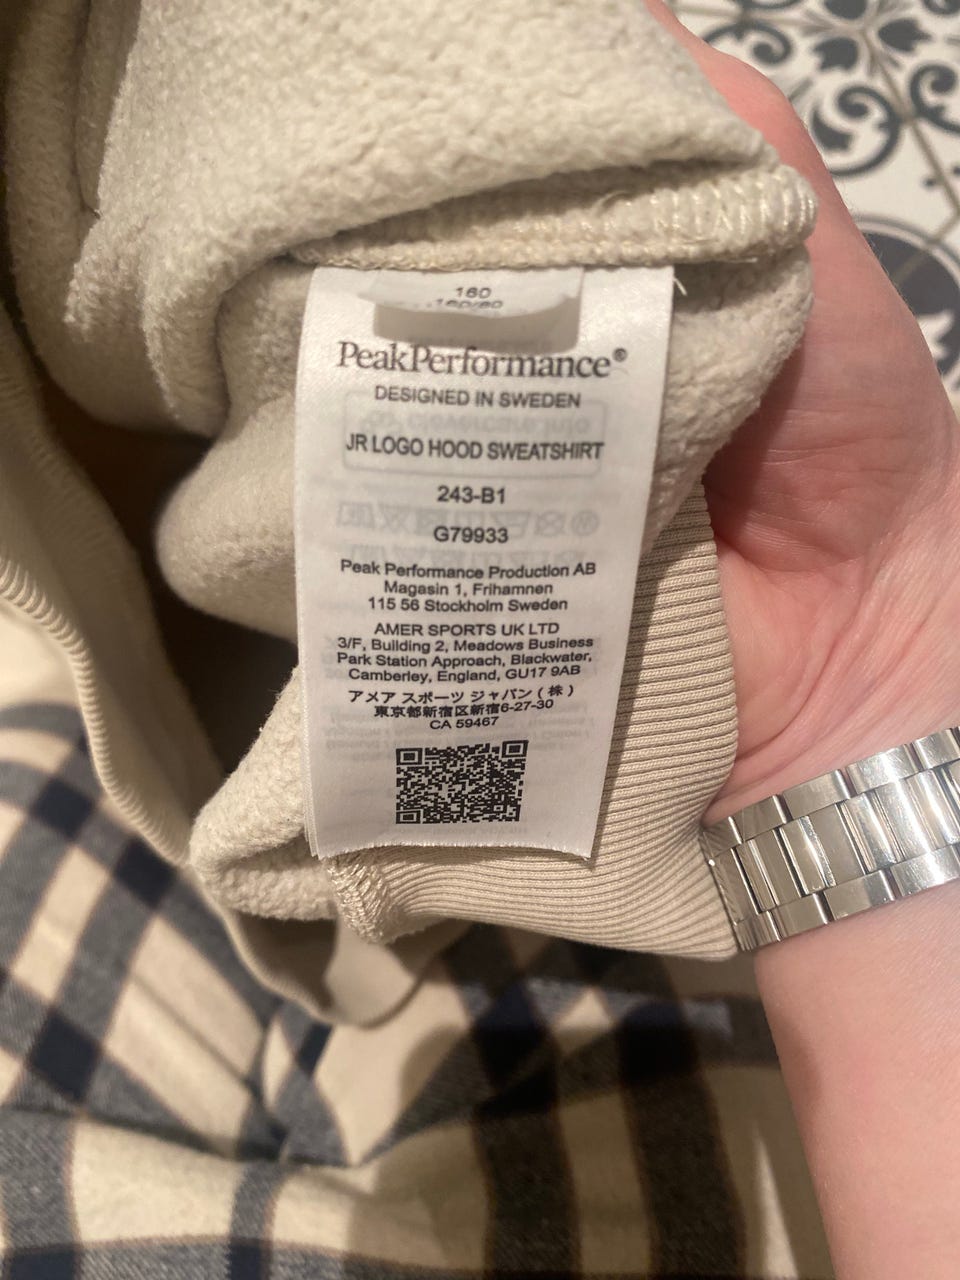 160
160/80
PeakPerformance®
DESIGNED IN SWEDEN
JR LOGO HOOD SWEATSHIRT
243-B1
G79933
Peak Performance Production AB
Magasin 1, Frihamnen
115 56 Stockholm Sweden
AMER SPORTS UK LTD
3/F, Building 2, Meadows Business
Park Station Approach, Blackwater,
Camberley, England, GU17 9AB
アメア スポーツ ジャパン ( 株 )
東京都新宿区新宿6-27-30
CA 59467